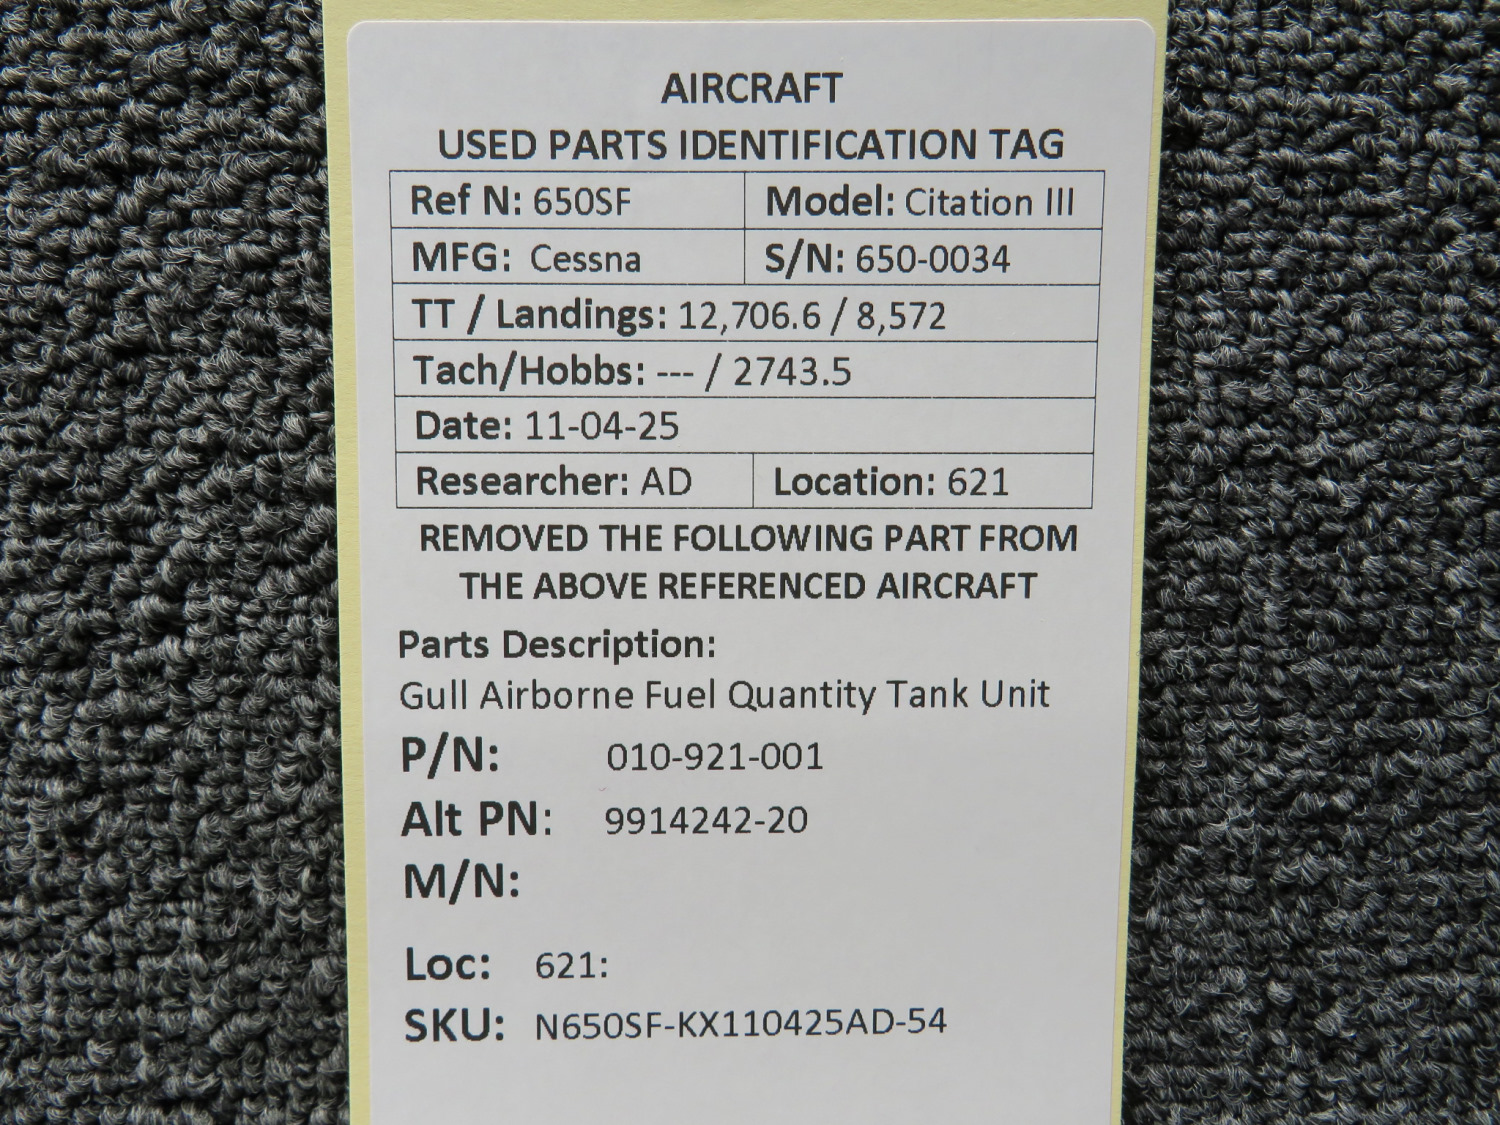 AIRCRAFT
USED PARTS IDENTIFICATION TAG
Ref N: 650SF Model: Citation III
MFG: Cessna S/N: 650-0034
TT / Landings: 12,706.6 / 8,572
Tach/Hobbs: --- / 2743.5
Date: 11-04-25
Researcher: AD Location: 621
REMOVED THE FOLLOWING PART FROM
THE ABOVE REFERENCED AIRCRAFT
Parts Description:
Gull Airborne Fuel Quantity Tank Unit
P/N: 010-921-001
Alt PN: 9914242-20
M/N:
Loc: 621:
SKU: N650SF-KX110425AD-54